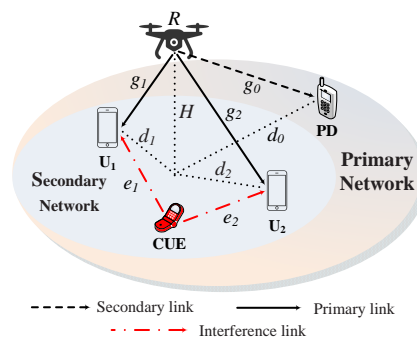 R
g1
g0
g2
H
PD
U1
d1
d0
d2
Primary
Network
Secondary
Network
e1
e2
U2
CUE
Secondary link
Primary link
Interference link